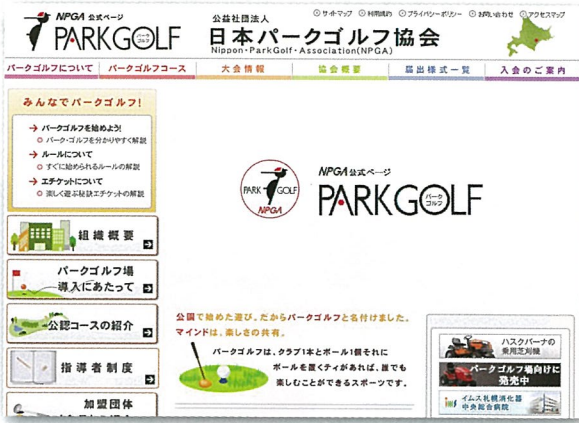 NPGA 公式ページ
PARK GOLF
パークゴルフ
公益社団法人
日本パークゴルフ協会
Nippon・ParkGolf・Association(NPGA)
サイトマップ
利用規約
プライバシーポリシー
お問い合わせ
アクセスマップ
パークゴルフについて
パークゴルフコース
大会情報
協会概要
届出様式一覧
入会のご案内
みんなでパークゴルフ!
パークゴルフを始めよう!
パーク・ゴルフを分かりやすく解説
ルールについて
すぐに始められるルールの解説
エチケットについて
楽しく遊ぶ秘訣エチケットの解説
組織概要
パークゴルフ場
導入にあたって
公認コースの紹介
指導者制度
加盟団体
PARK GOLF
NPGA
NPGA 公式ページ
PARK GOLF
パークゴルフ
公園で始めた遊び。だからパークゴルフと名付けました。
マインドは、楽しさの共有。
パークゴルフは、クラブ1本とボール1個それに
ボールを置くティがあれば、誰でも
楽しむことができるスポーツです。
ハスクバーナの
乗用芝刈機
パークゴルフ場向けに
発売中
ims イムス札幌消化器
中央総合病院